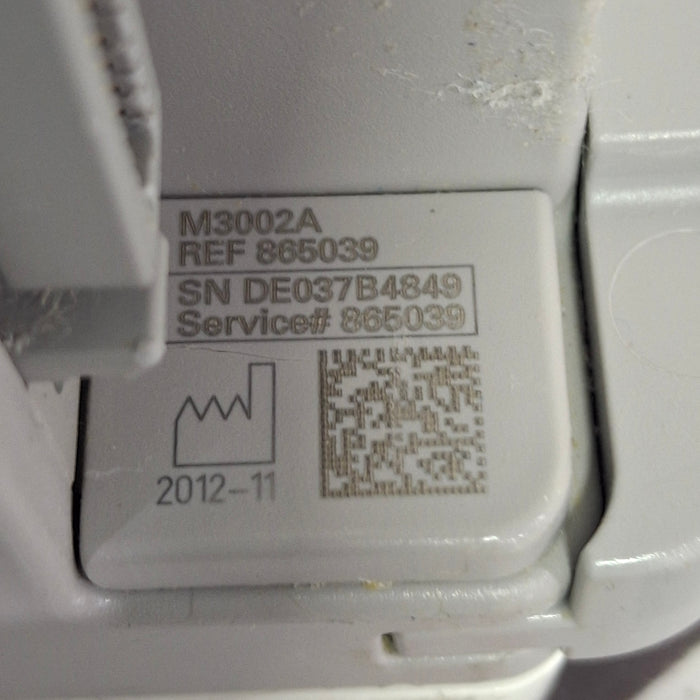 M3002A
REF 865039
SN DE037B4849
Service# 865039
2012-11